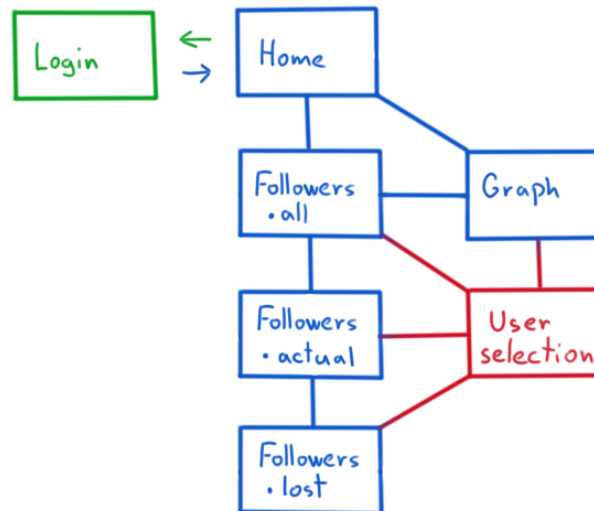 Login
Home
Followers
• all
Graph
Followers
• actual
User
selection
Followers
• lost